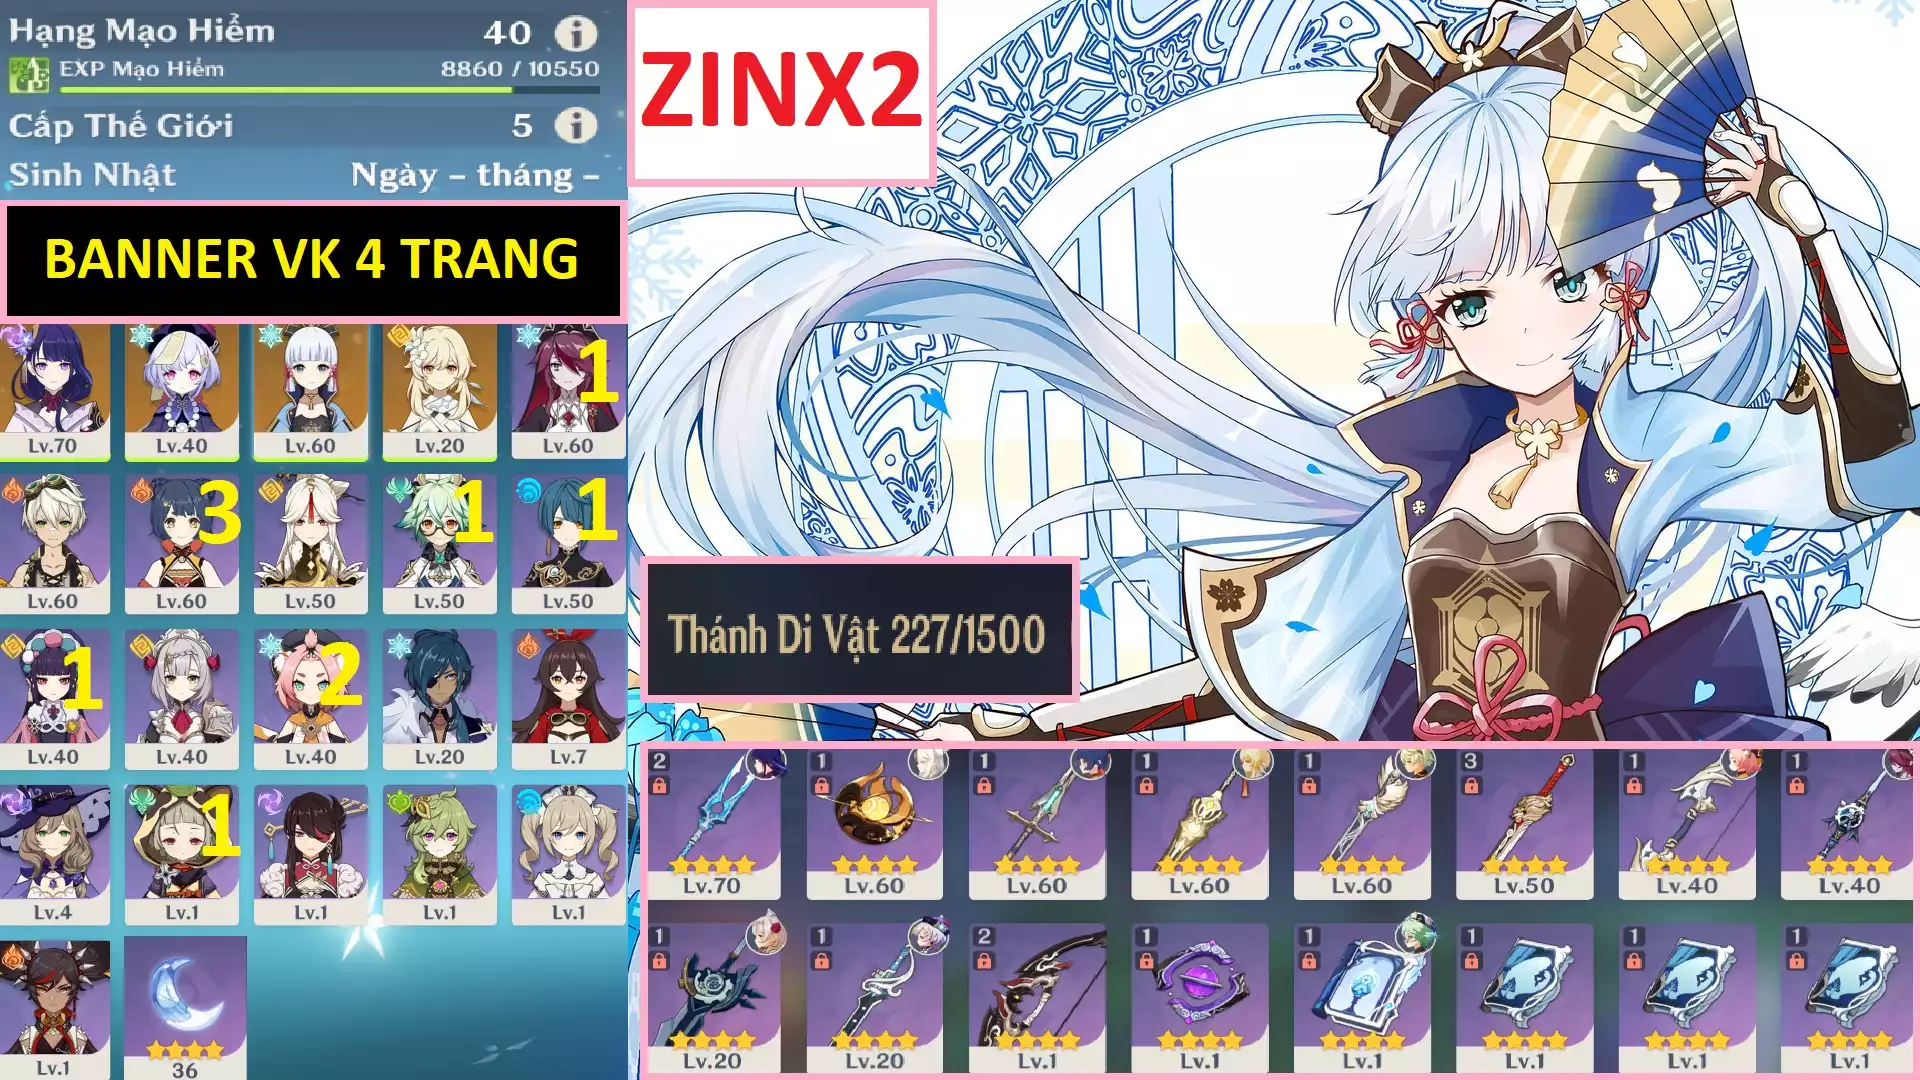 Hạng Mạo Hiểm 40
EXP Mạo Hiểm 8860 / 10550
Cấp Thế Giới 5
Sinh Nhật Ngày - tháng -
ZINX2
BANNER VK 4 TRANG
1
Lv.70 Lv.40 Lv.60 Lv.20 Lv.60
3 1 1
Lv.60 Lv.60 Lv.50 Lv.50 Lv.50
1 2
Lv.40 Lv.40 Lv.40 Lv.20 Lv.7
1
Lv.4 Lv.1 Lv.1 Lv.1 Lv.1
Lv.1 36
Thánh Di Vật 227/1500
2 1 1 1 1 3 1 1
Lv.70 Lv.60 Lv.60 Lv.60 Lv.60 Lv.50 Lv.40 Lv.40
1 1 2 1 1 1 1 1
Lv.20 Lv.20 Lv.1 Lv.1 Lv.1 Lv.1 Lv.1 Lv.1